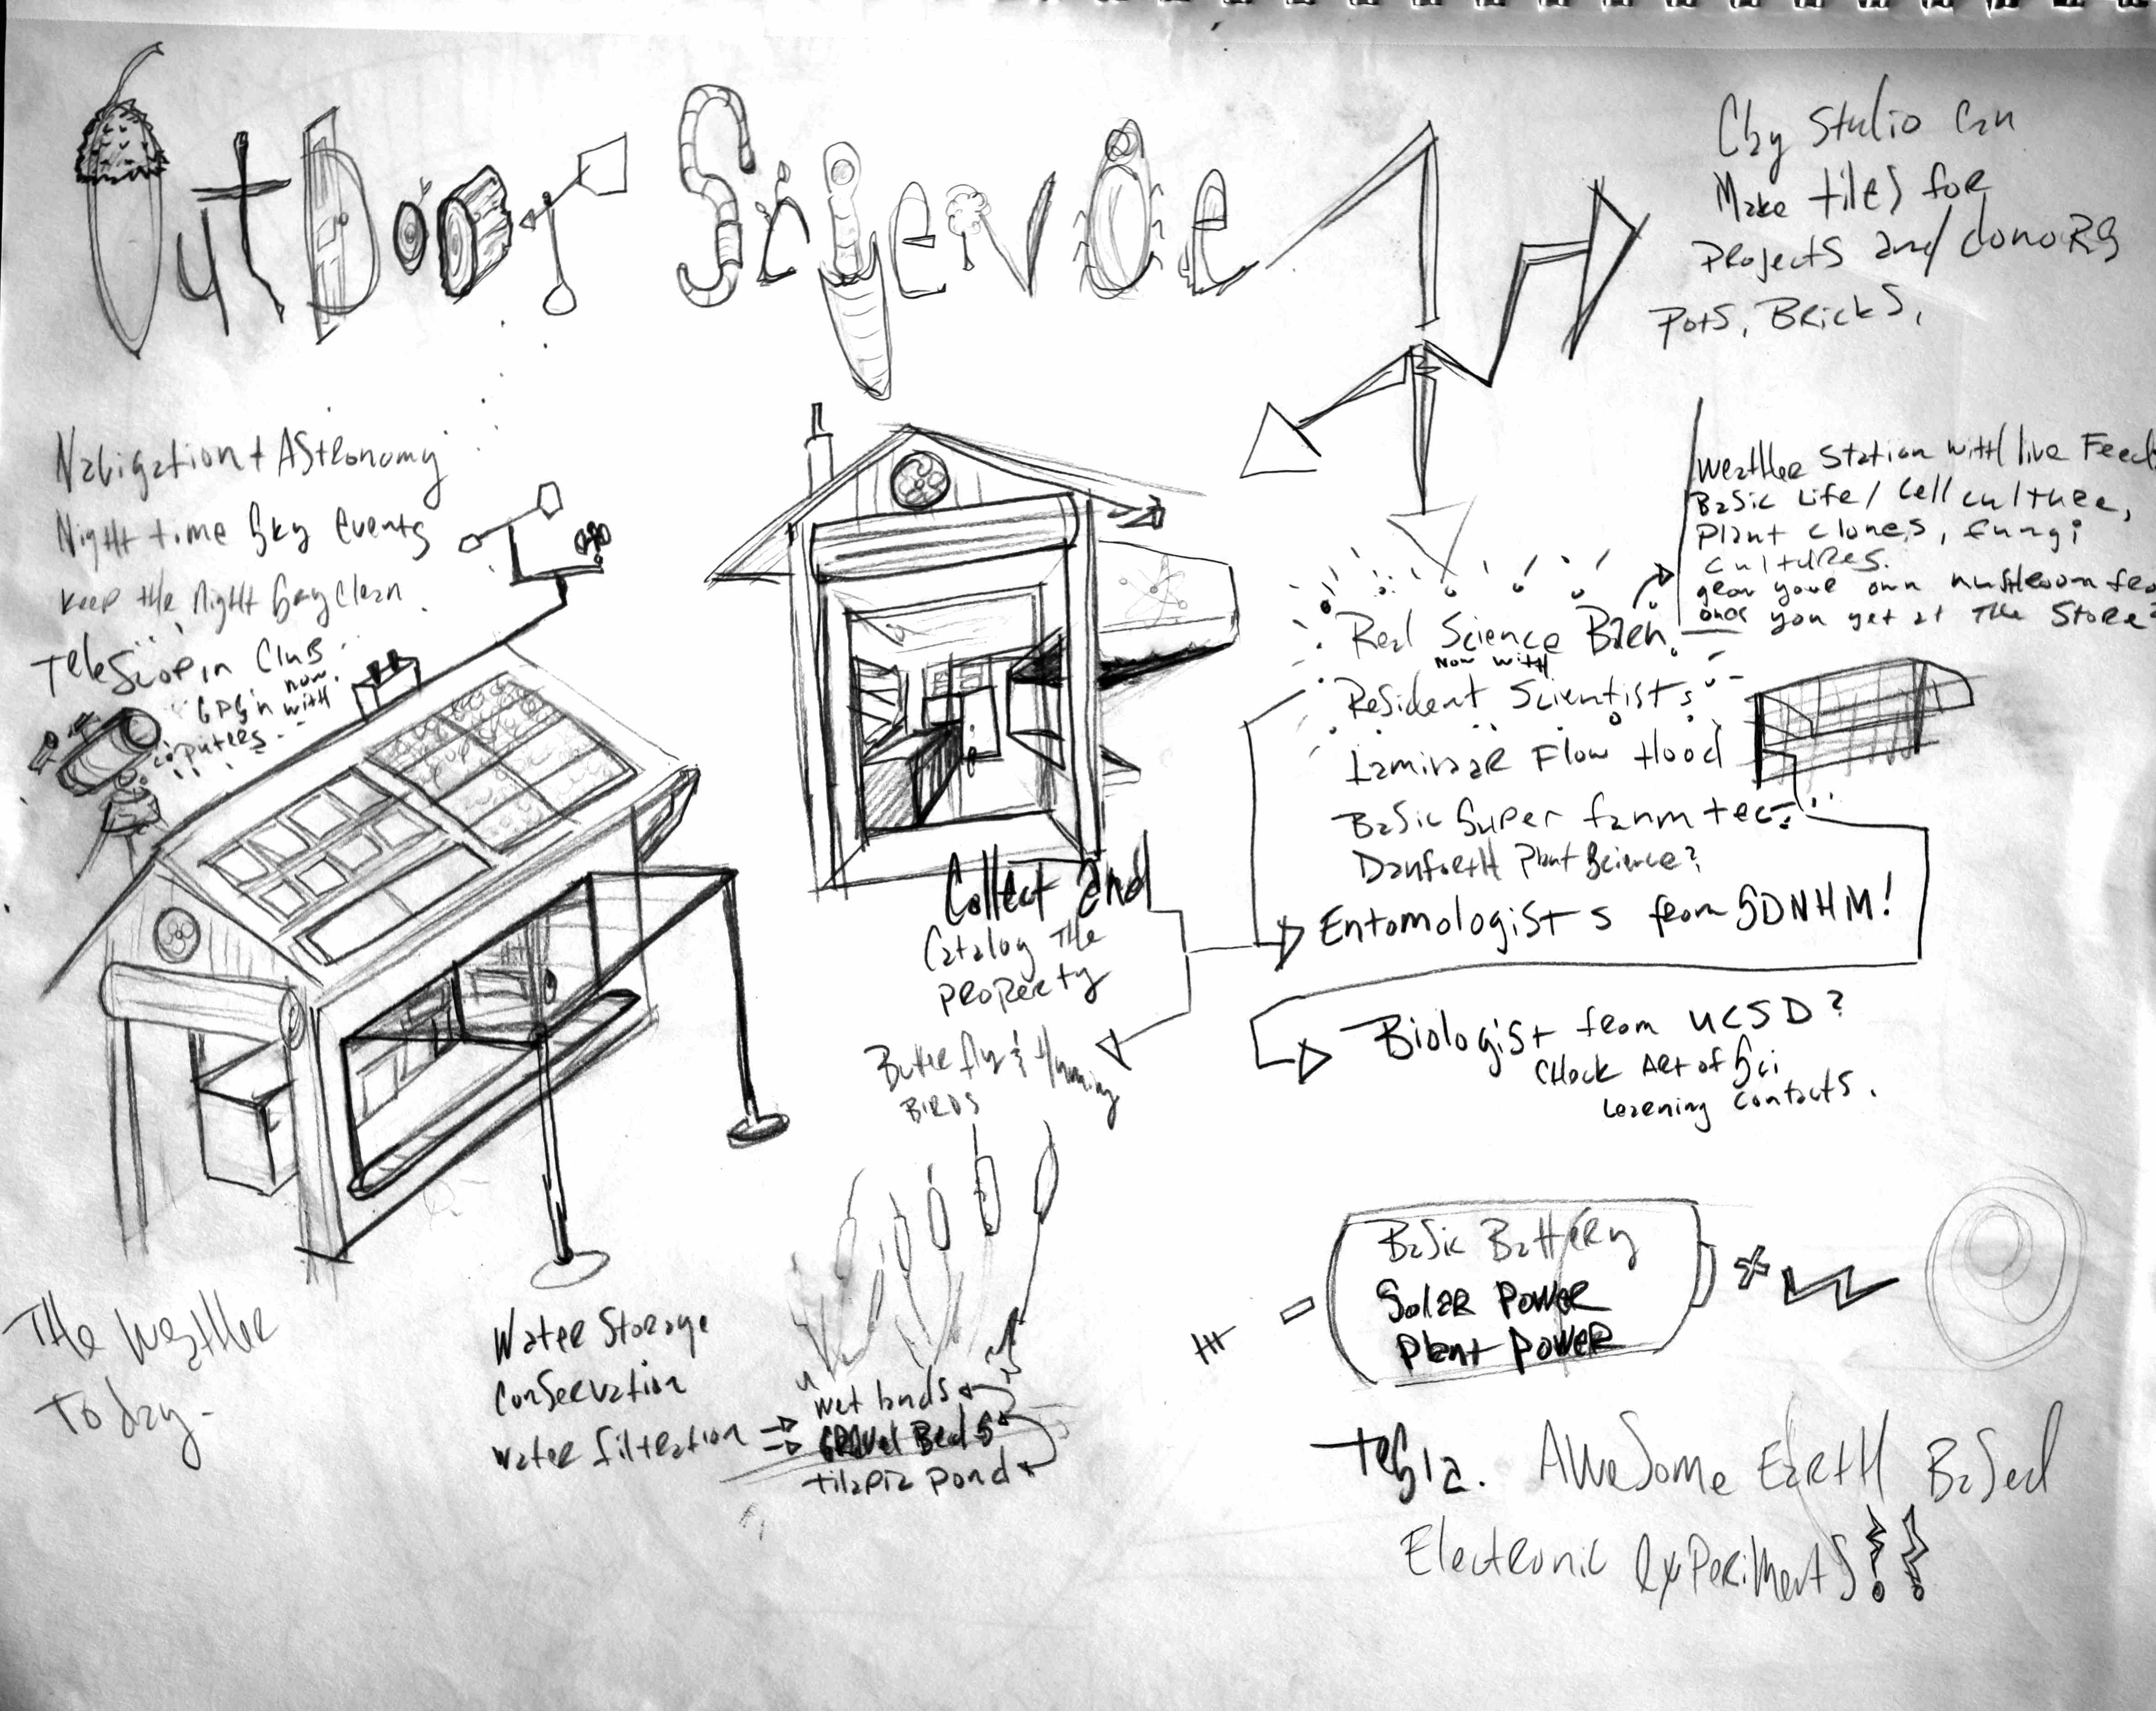 OutDoor Science
Clay Studio Can
Make tiles for
Projects and donors
Pots, Bricks,
Navigation + Astronomy
Night time Sky events
Keep the Night Sky Clean.
Telescope in Club
GPS'n now
with
computers
Weather Station with live Feed
Basic Life / Cell culture,
Plant clones, fungi
cultures.
grow your own mushroom
once you get at the Store
Real Science Barn.
Now with
Resident Scientists
Laminaar Flow Hood
Basic Super farm tec
Danforth Plant Science?
Entomologists from SDNHM!
Collect and
Catalog the
Property
Butterfly & Humming
BIRDS
Biologist from UCSD?
Check Art of Sci
Learning contacts.
The Weather
Today-
Water Storage
Conservation
Water filtration
Wet lands
Gravel Beds
tilapia pond
- Basic Battery +
Solar Power
Plant Power
Tesla. Awesome Earth Based
Electronic experiments!!